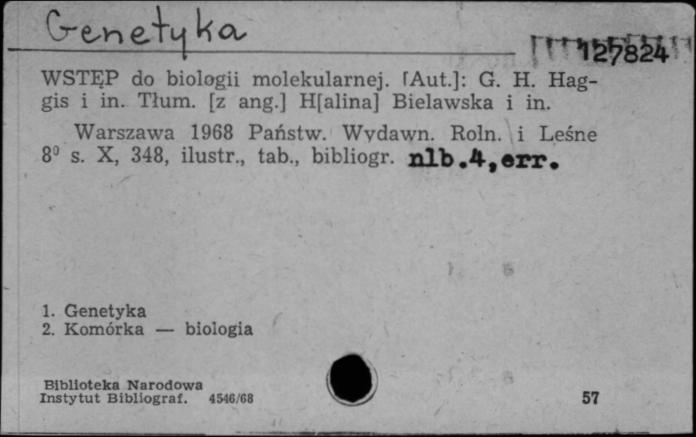 Genetyka
127824
WSTĘP do biologii molekularnej. [Aut.]: G. H. Hag-
gis i in. Tłum. [z ang.] H[alina] Bielawska i in.
Warszawa 1968 Państw. Wydawn. Roln. i Leśne
8⁰ s. X, 348, ilustr., tab., bibliogr. nlb.4,err.
1. Genetyka
2. Komórka — biologia
Biblioteka Narodowa
Instytut Bibliograf. 4546/68
57